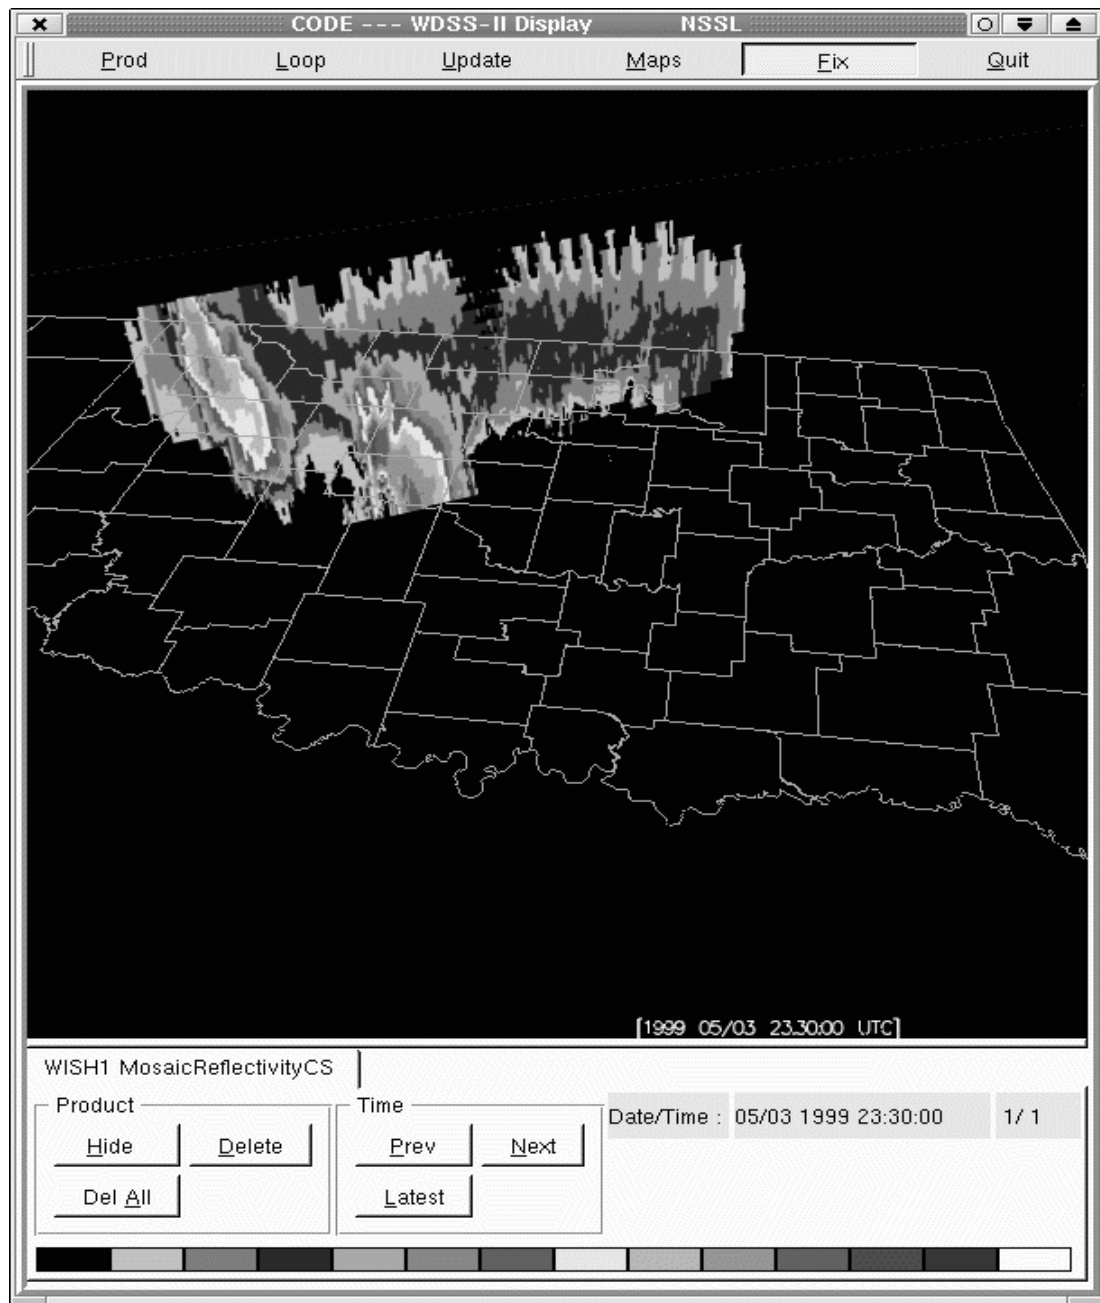 CODE --- WDSS-II Display NSSL
Prod Loop Update Maps Fix Quit
[1999 05/03 23.30:00 UTC]
WISH1 MosaicReflectivityCS
Product Time
Date/Time : 05/03 1999 23:30:00 1/ 1
Hide Delete Prev Next
Del All Latest